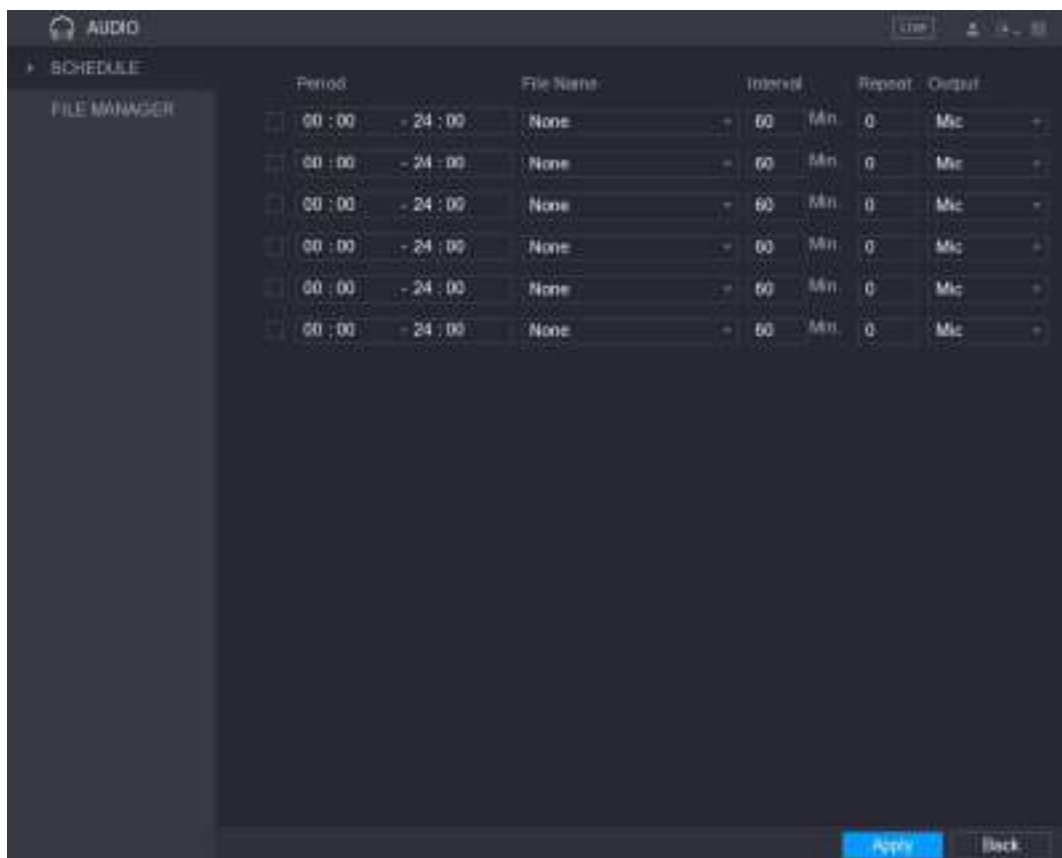 AUDIO LIVE
SCHEDULE
FILE MANAGER
Period File Name Interval Repeat Output
00 : 00 - 24 : 00 None 60 Min. 0 Mic
00 : 00 - 24 : 00 None 60 Min. 0 Mic
00 : 00 - 24 : 00 None 60 Min. 0 Mic
00 : 00 - 24 : 00 None 60 Min. 0 Mic
00 : 00 - 24 : 00 None 60 Min. 0 Mic
00 : 00 - 24 : 00 None 60 Min. 0 Mic
Apply Back